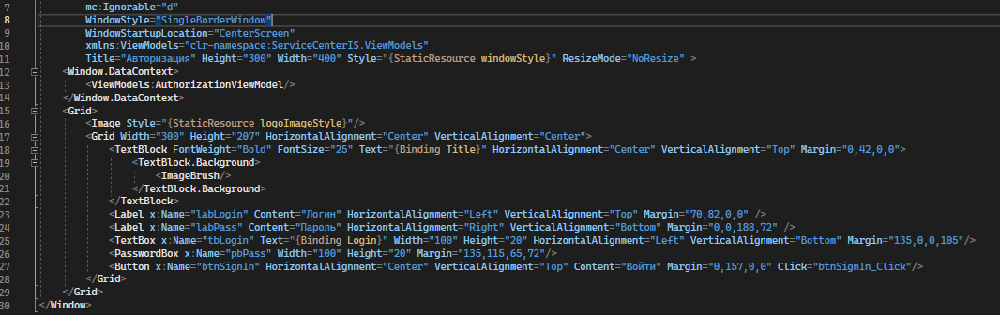 7 mc:Ignorable="d"
8 WindowStyle="SingleBorderWindow"
9 WindowStartupLocation="CenterScreen"
10 xmlns:ViewModels="clr-namespace:ServiceCenterIS.ViewModels"
11 Title="Авторизация" Height="300" Width="400" Style="{StaticResource windowStyle}" ResizeMode="NoResize" >
12 <Window.DataContext>
13 <ViewModels:AuthorizationViewModel/>
14 </Window.DataContext>
15 <Grid>
16 <Image Style="{StaticResource logoImageStyle}"/>
17 <Grid Width="300" Height="207" HorizontalAlignment="Center" VerticalAlignment="Center">
18 <TextBlock FontWeight="Bold" FontSize="25" Text="{Binding Title}" HorizontalAlignment="Center" VerticalAlignment="Top" Margin="0,42,0,0">
19 <TextBlock.Background>
20 <ImageBrush/>
21 </TextBlock.Background>
22 </TextBlock>
23 <Label x:Name="labLogin" Content="Логин" HorizontalAlignment="Left" VerticalAlignment="Top" Margin="70,82,0,0" />
24 <Label x:Name="labPass" Content="Пароль" HorizontalAlignment="Right" VerticalAlignment="Bottom" Margin="0,0,188,72" />
25 <TextBox x:Name="tbLogin" Text="{Binding Login}" Width="100" Height="20" HorizontalAlignment="Left" VerticalAlignment="Bottom" Margin="135,0,0,105"/>
26 <PasswordBox x:Name="pbPass" Width="100" Height="20" Margin="135,115,65,72"/>
27 <Button x:Name="btnSignIn" HorizontalAlignment="Center" VerticalAlignment="Top" Content="Войти" Margin="0,157,0,0" Click="btnSignIn_Click"/>
28 </Grid>
29 </Grid>
30 </Window>